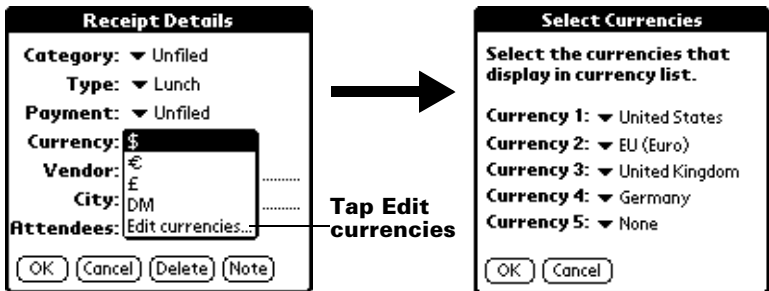 Receipt Details
Category: Unfiled
Type: Lunch
Payment: Unfiled
Currency: $
€
Vendor:
£
City: DM
Attendees: Edit currencies...
OK Cancel Delete Note
Tap Edit
currencies
Select Currencies
Select the currencies that
display in currency list.
Currency 1: United States
Currency 2: EU (Euro)
Currency 3: United Kingdom
Currency 4: Germany
Currency 5: None
OK Cancel